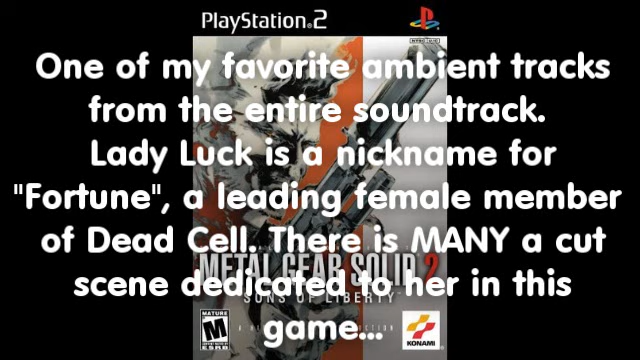 PlayStation®2
One of my favorite ambient tracks
from the entire soundtrack.
Lady Luck is a nickname for
"Fortune", a leading female member
of Dead Cell. There is MANY a cut
METAL GEAR SOLID 2
scene dedicated to her in this
SONS OF LIBERTY
game...
MATURE
M
ESRB
KONAMI